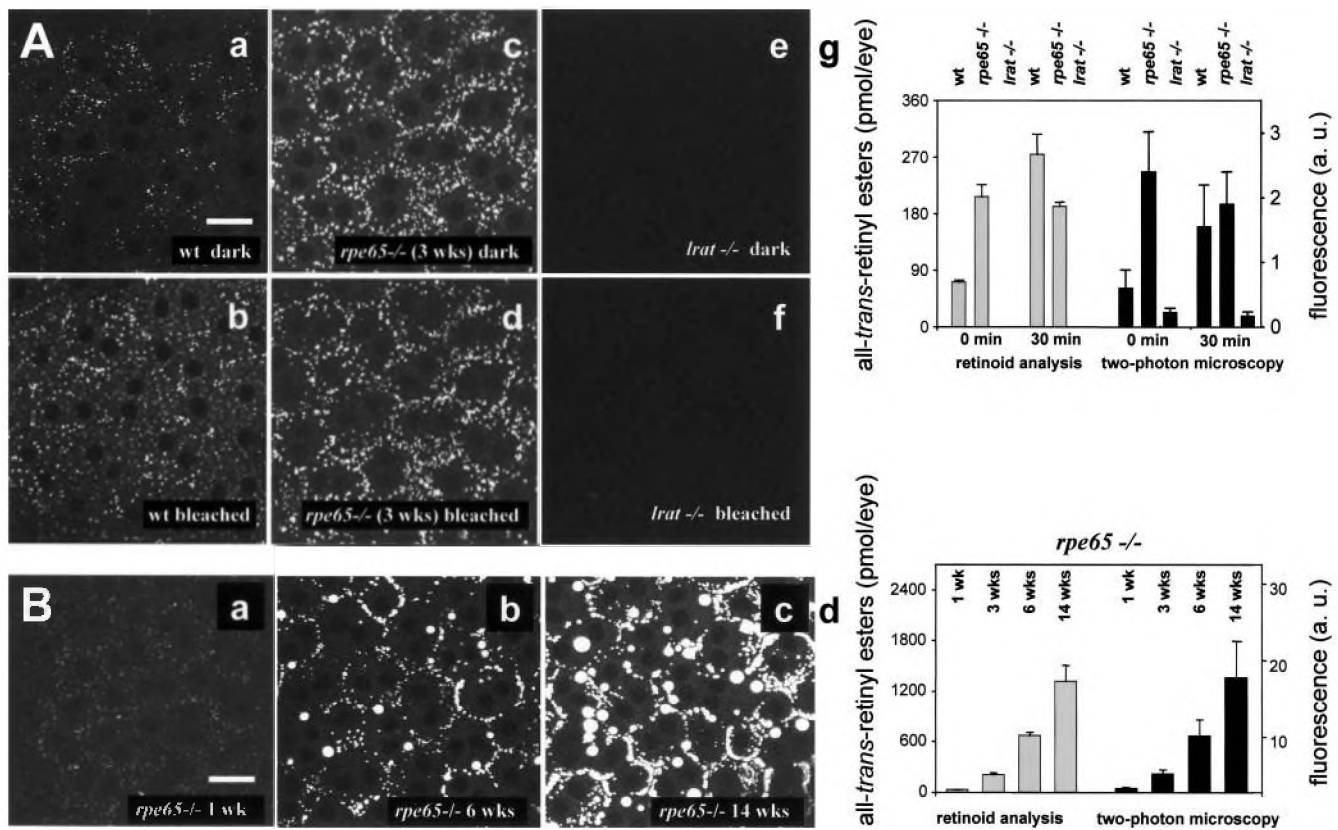 A
a
wt dark
c
rpe65-/- (3 wks) dark
e
lrat -/- dark
b
wt bleached
d
rpe65-/- (3 wks) bleached
f
lrat -/- bleached
g
wt
rpe65 -/-
lrat -/-
wt
rpe65 -/-
lrat -/-
wt
rpe65 -/-
lrat -/-
wt
rpe65 -/-
lrat -/-
all-trans-retinyl esters (pmol/eye)
360
270
180
90
0
3
2
1
0
fluorescence (a. u.)
0 min
30 min
0 min
30 min
retinoid analysis
two-photon microscopy
B
a
rpe65-/- 1 wk
b
rpe65-/- 6 wks
c
rpe65-/- 14 wks
d
rpe65 -/-
all-trans-retinyl esters (pmol/eye)
2400
1800
1200
600
0
1 wk
3 wks
6 wks
14 wks
1 wk
3 wks
6 wks
14 wks
30
20
10
fluorescence (a. u.)
retinoid analysis
two-photon microscopy